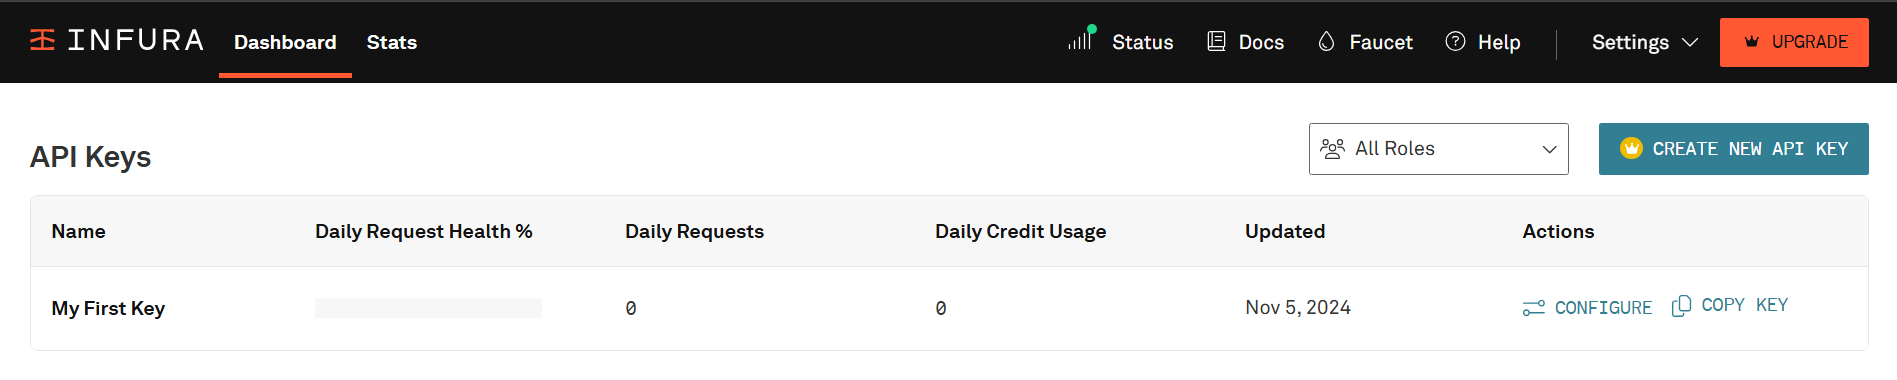 INFURA Dashboard Stats Status Docs Faucet Help Settings UPGRADE
API Keys All Roles CREATE NEW API KEY
Name Daily Request Health % Daily Requests Daily Credit Usage Updated Actions
My First Key 0 0 Nov 5, 2024 CONFIGURE COPY KEY